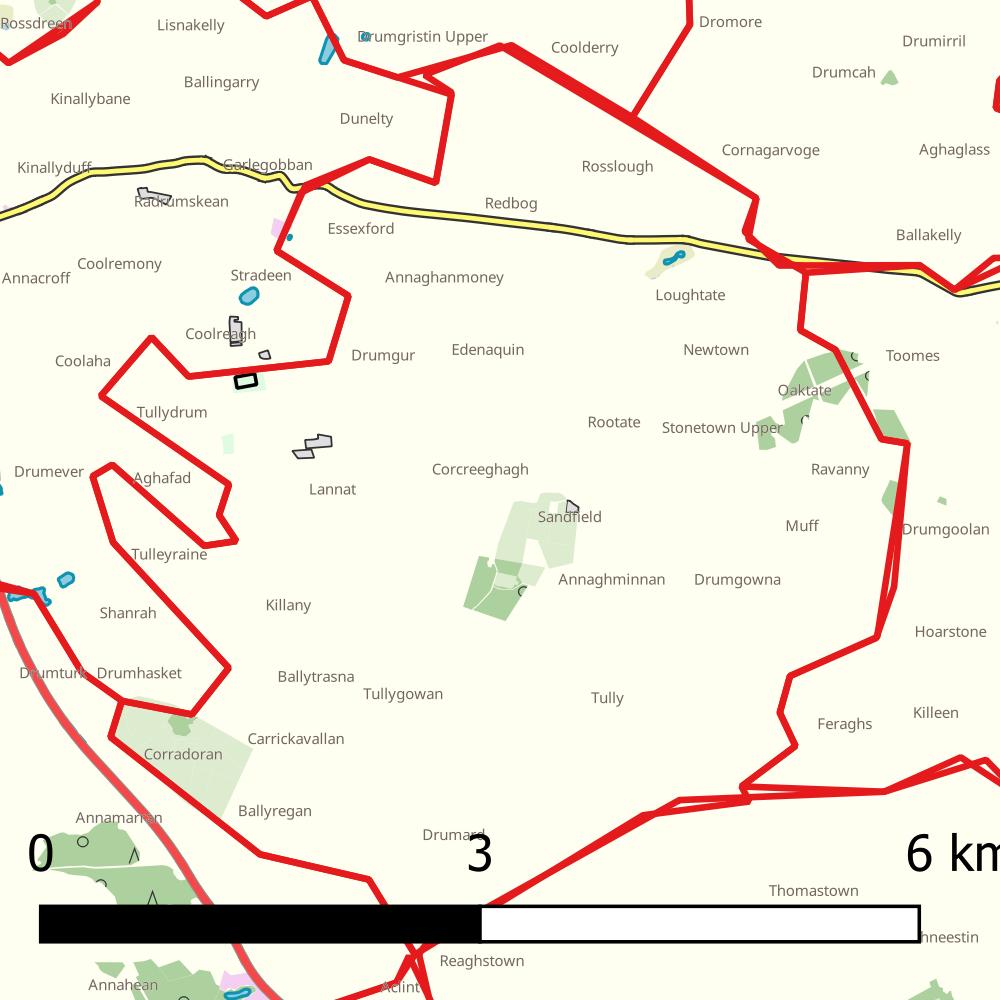 Rossdreen
Lisnakelly
Dromore
Drumgristin Upper
Coolderry
Drumirril
Drumcah
Ballingarry
Kinallybane
Dunelty
Cornagarvoge
Aghaglass
Kinallyduff
Garlegobban
Rosslough
Radrumskean
Redbog
Essexford
Ballakelly
Coolremony
Annacroff
Stradeen
Annaghanmoney
Loughtate
Coolreagh
Coolaha
Drumgur
Edenaquin
Newtown
Toomes
Oaktate
Tullydrum
Rootate
Stonetown Upper
Drumever
Aghafad
Corcreeghagh
Ravanny
Lannat
Sandfield
Muff
Drumgoolan
Tulleyraine
Annaghminnan
Drumgowna
Killany
Shanrah
Hoarstone
Drumturk
Drumhasket
Ballytrasna
Tullygowan
Tully
Killeen
Feraghs
Carrickavallan
Corradoran
Ballyregan
Annamarren
Drumard
0
3
6 km
Thomastown
hneestin
Reaghstown
Annahean
Aclint